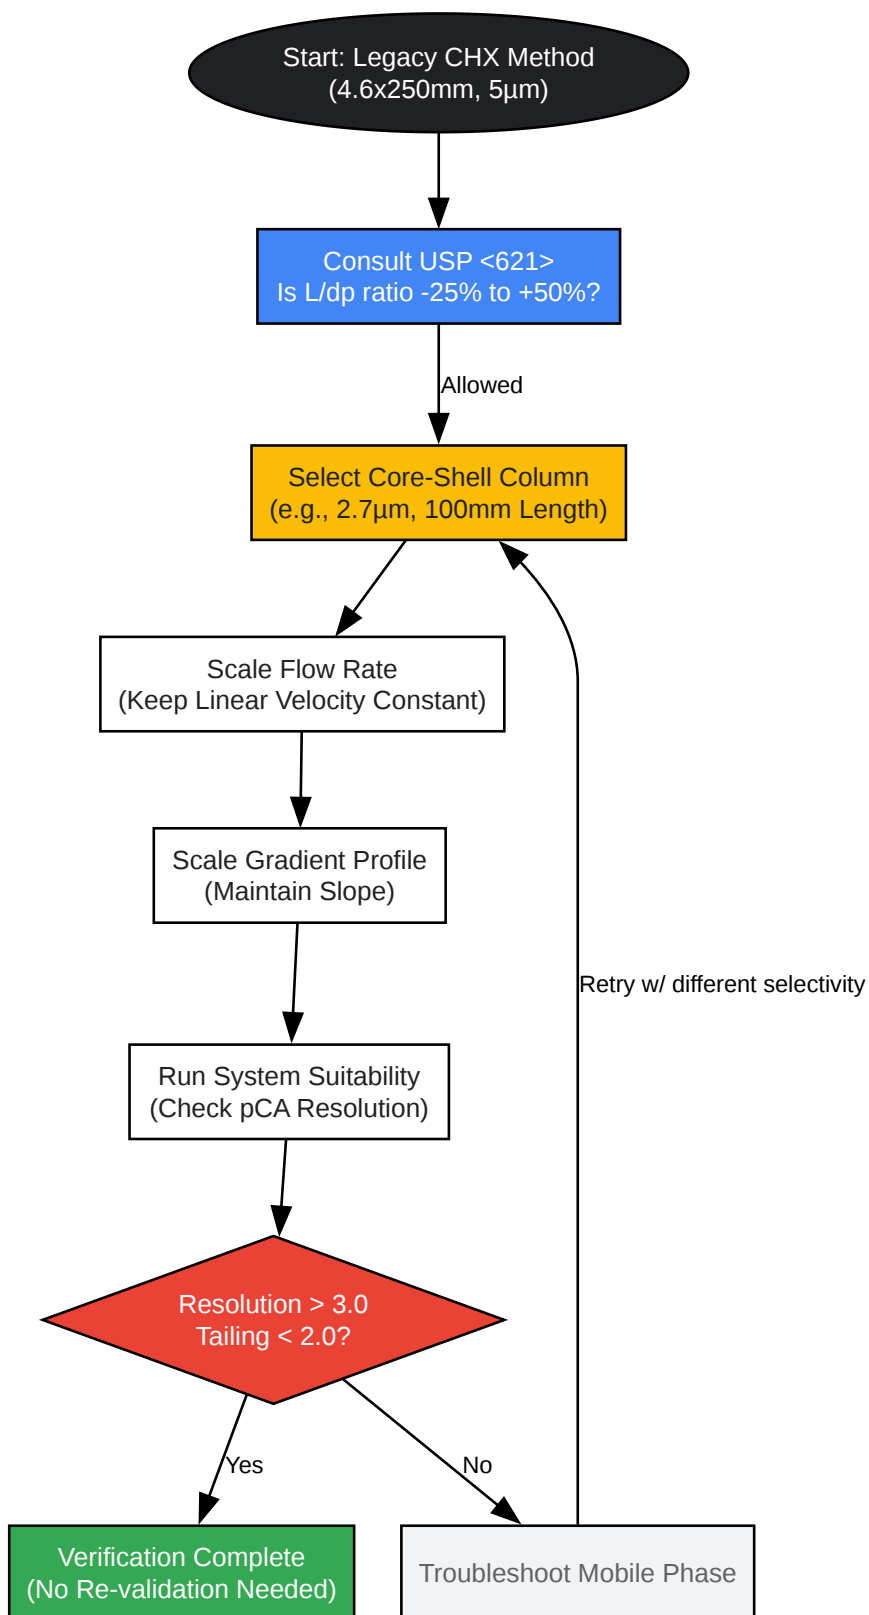 Start: Legacy CHX Method
(4.6x250mm, 5µm)
Consult USP <621>
Is L/dp ratio -25% to +50%?
Allowed
Select Core-Shell Column
(e.g., 2.7µm, 100mm Length)
Scale Flow Rate
(Keep Linear Velocity Constant)
Scale Gradient Profile
(Maintain Slope)
Retry w/ different selectivity
Run System Suitability
(Check pCA Resolution)
Resolution > 3.0
Tailing < 2.0?
Yes
No
Verification Complete
(No Re-validation Needed)
Troubleshoot Mobile Phase